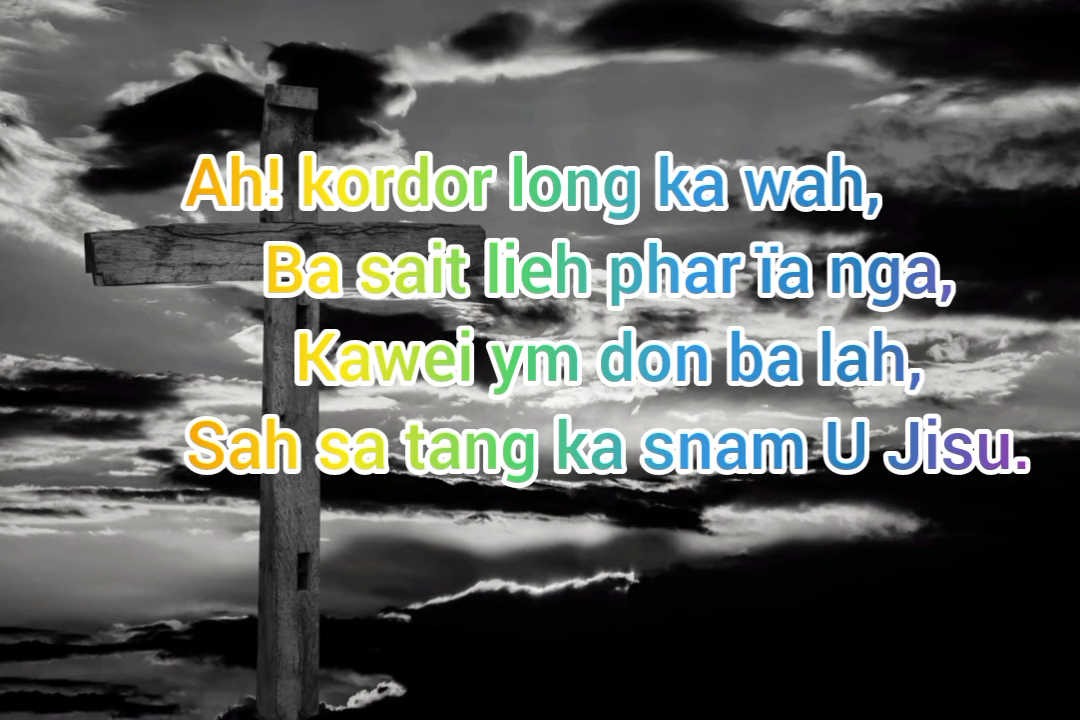 Ah! kordor long ka wah,
Ba sait lieh phar ïa nga,
Kawei ym don ba lah,
Sah sa tang ka snam U Jisu.